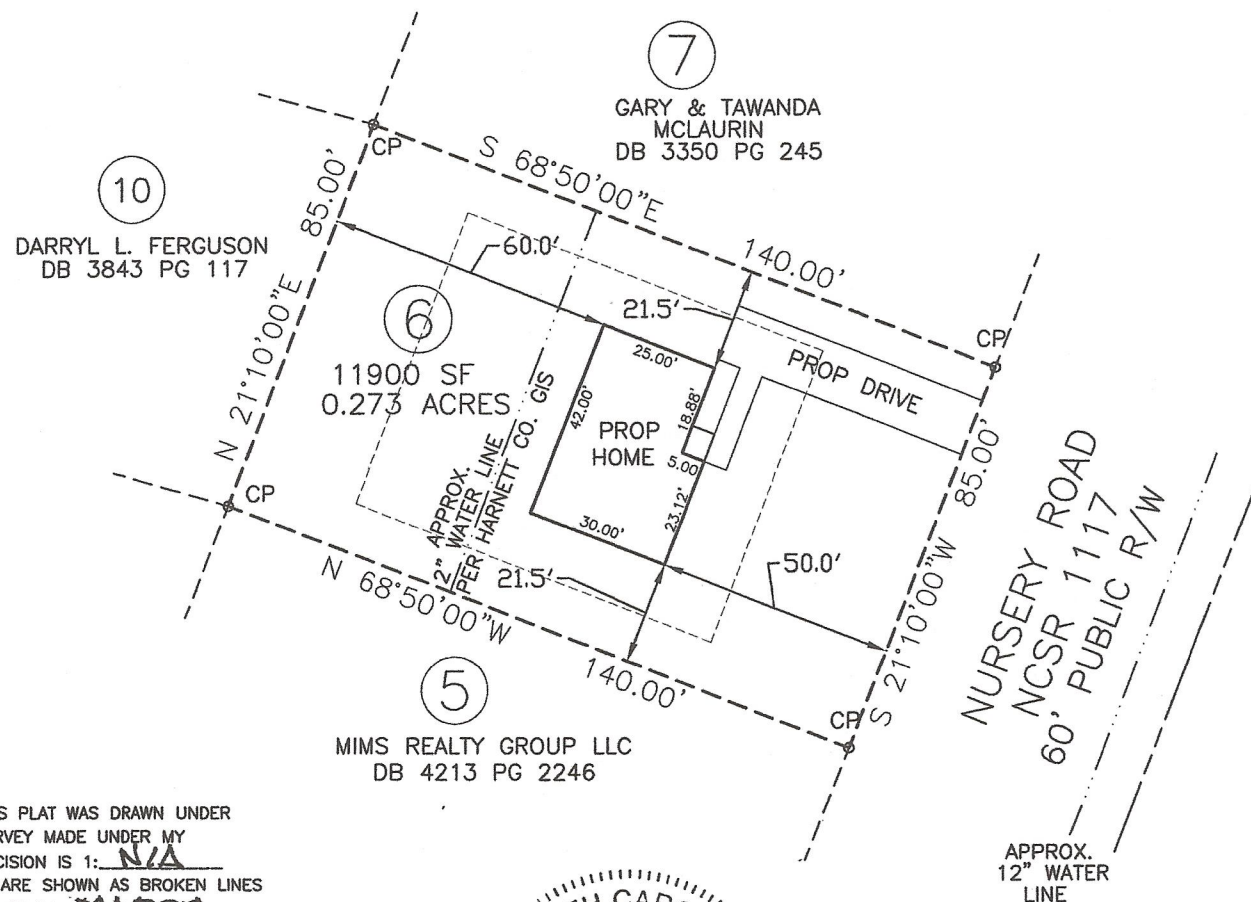 7
GARY & TAWANDA
MCLAURIN
DB 3350 PG 245
10
DARRYL L. FERGUSON
DB 3843 PG 117
CP
S 68°50'00"E
140.00'
CP
N 21°10'00"E
85.00'
60.0'
6
11900 SF
0.273 ACRES
21.5'
25.00'
42.00'
18.88'
5.00
23.12'
30.00'
PROP
HOME
PROP DRIVE
2" APPROX.
WATER LINE
PER HARNETT CO. GIS
21.5'
50.0'
CP
N 68°50'00"W
140.00'
CP
S 21°10'00"W
85.00'
NURSERY ROAD
NCSR 1117
60' PUBLIC R/W
5
MIMS REALTY GROUP LLC
DB 4213 PG 2246
APPROX.
12" WATER
LINE
S PLAT WAS DRAWN UNDER
RVEY MADE UNDER MY
CISION IS 1: N/A
ARE SHOWN AS BROKEN LINES